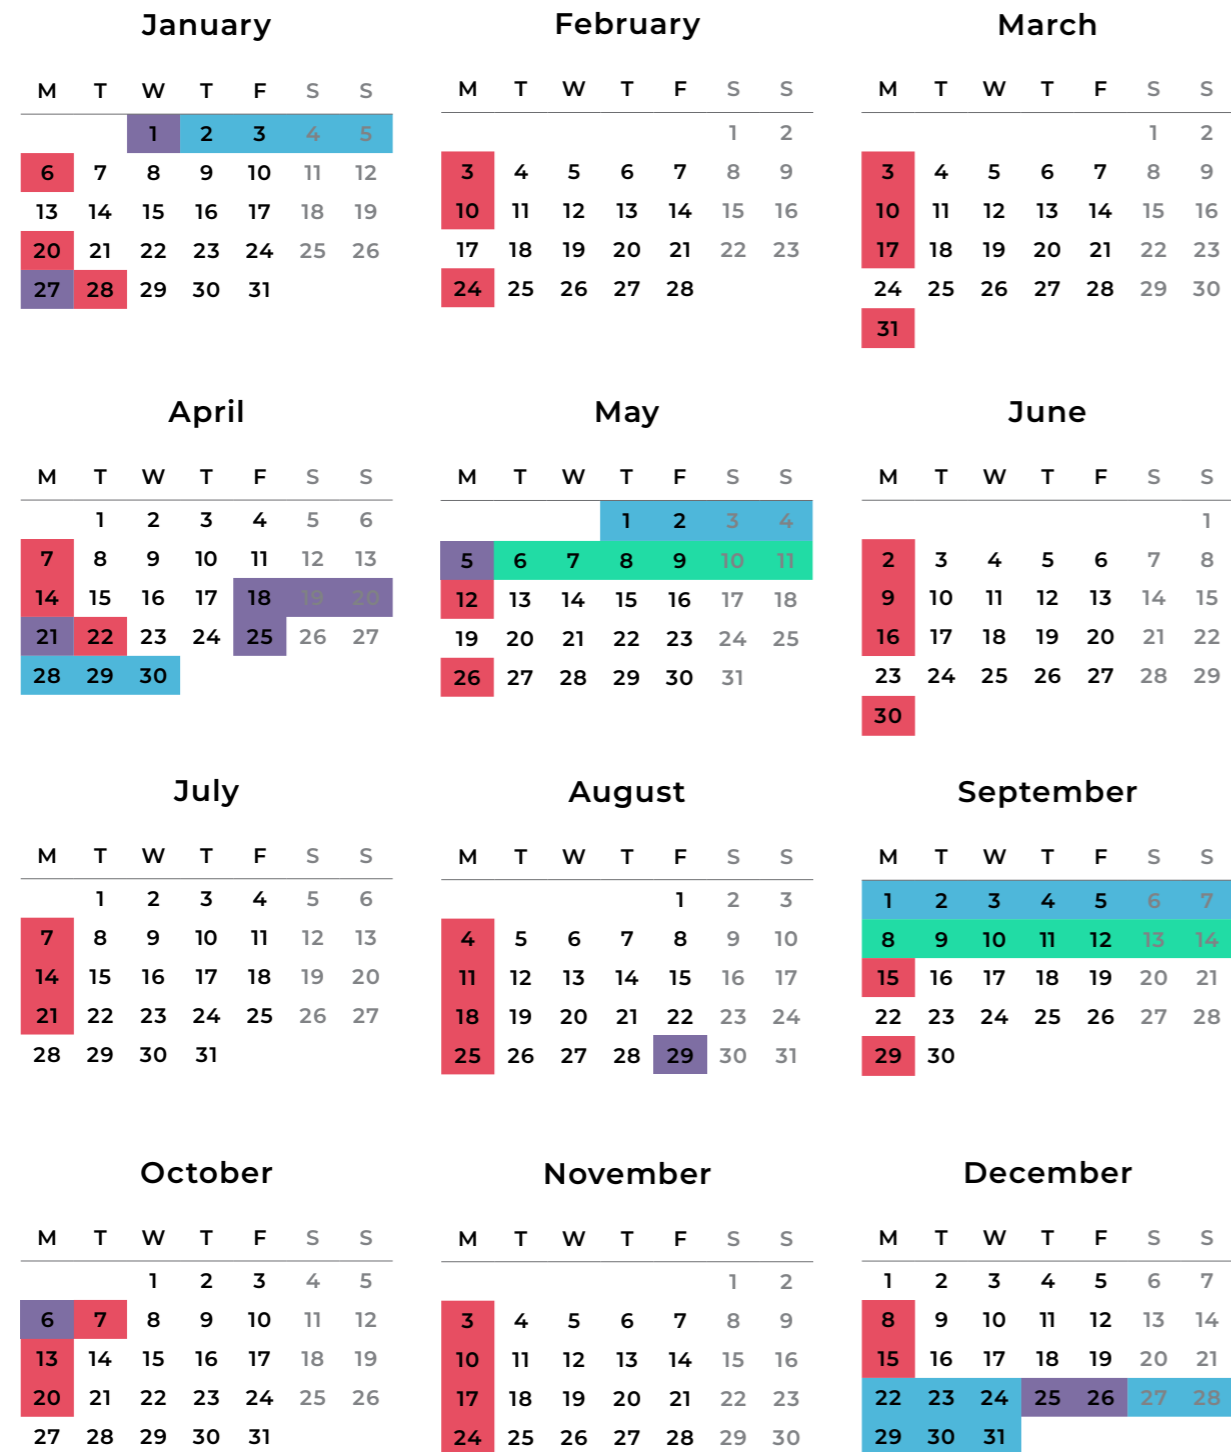 January
M T W T F S S
1 2 3 4 5
6 7 8 9 10 11 12
13 14 15 16 17 18 19
20 21 22 23 24 25 26
27 28 29 30 31
February
M T W T F S S
1 2
3 4 5 6 7 8 9
10 11 12 13 14 15 16
17 18 19 20 21 22 23
24 25 26 27 28
March
M T W T F S S
1 2
3 4 5 6 7 8 9
10 11 12 13 14 15 16
17 18 19 20 21 22 23
24 25 26 27 28 29 30
31
April
M T W T F S S
1 2 3 4 5 6
7 8 9 10 11 12 13
14 15 16 17 18 19 20
21 22 23 24 25 26 27
28 29 30
May
M T W T F S S
1 2 3 4
5 6 7 8 9 10 11
12 13 14 15 16 17 18
19 20 21 22 23 24 25
26 27 28 29 30 31
June
M T W T F S S
1
2 3 4 5 6 7 8
9 10 11 12 13 14 15
16 17 18 19 20 21 22
23 24 25 26 27 28 29
30
July
M T W T F S S
1 2 3 4 5 6
7 8 9 10 11 12 13
14 15 16 17 18 19 20
21 22 23 24 25 26 27
28 29 30 31
August
M T W T F S S
1 2 3
4 5 6 7 8 9 10
11 12 13 14 15 16 17
18 19 20 21 22 23 24
25 26 27 28 29 30 31
September
M T W T F S S
1 2 3 4 5 6 7
8 9 10 11 12 13 14
15 16 17 18 19 20 21
22 23 24 25 26 27 28
29 30
October
M T W T F S S
1 2 3 4 5
6 7 8 9 10 11 12
13 14 15 16 17 18 19
20 21 22 23 24 25 26
27 28 29 30 31
November
M T W T F S S
1 2
3 4 5 6 7 8 9
10 11 12 13 14 15 16
17 18 19 20 21 22 23
24 25 26 27 28 29 30
December
M T W T F S S
1 2 3 4 5 6 7
8 9 10 11 12 13 14
15 16 17 18 19 20 21
22 23 24 25 26 27 28
29 30 31